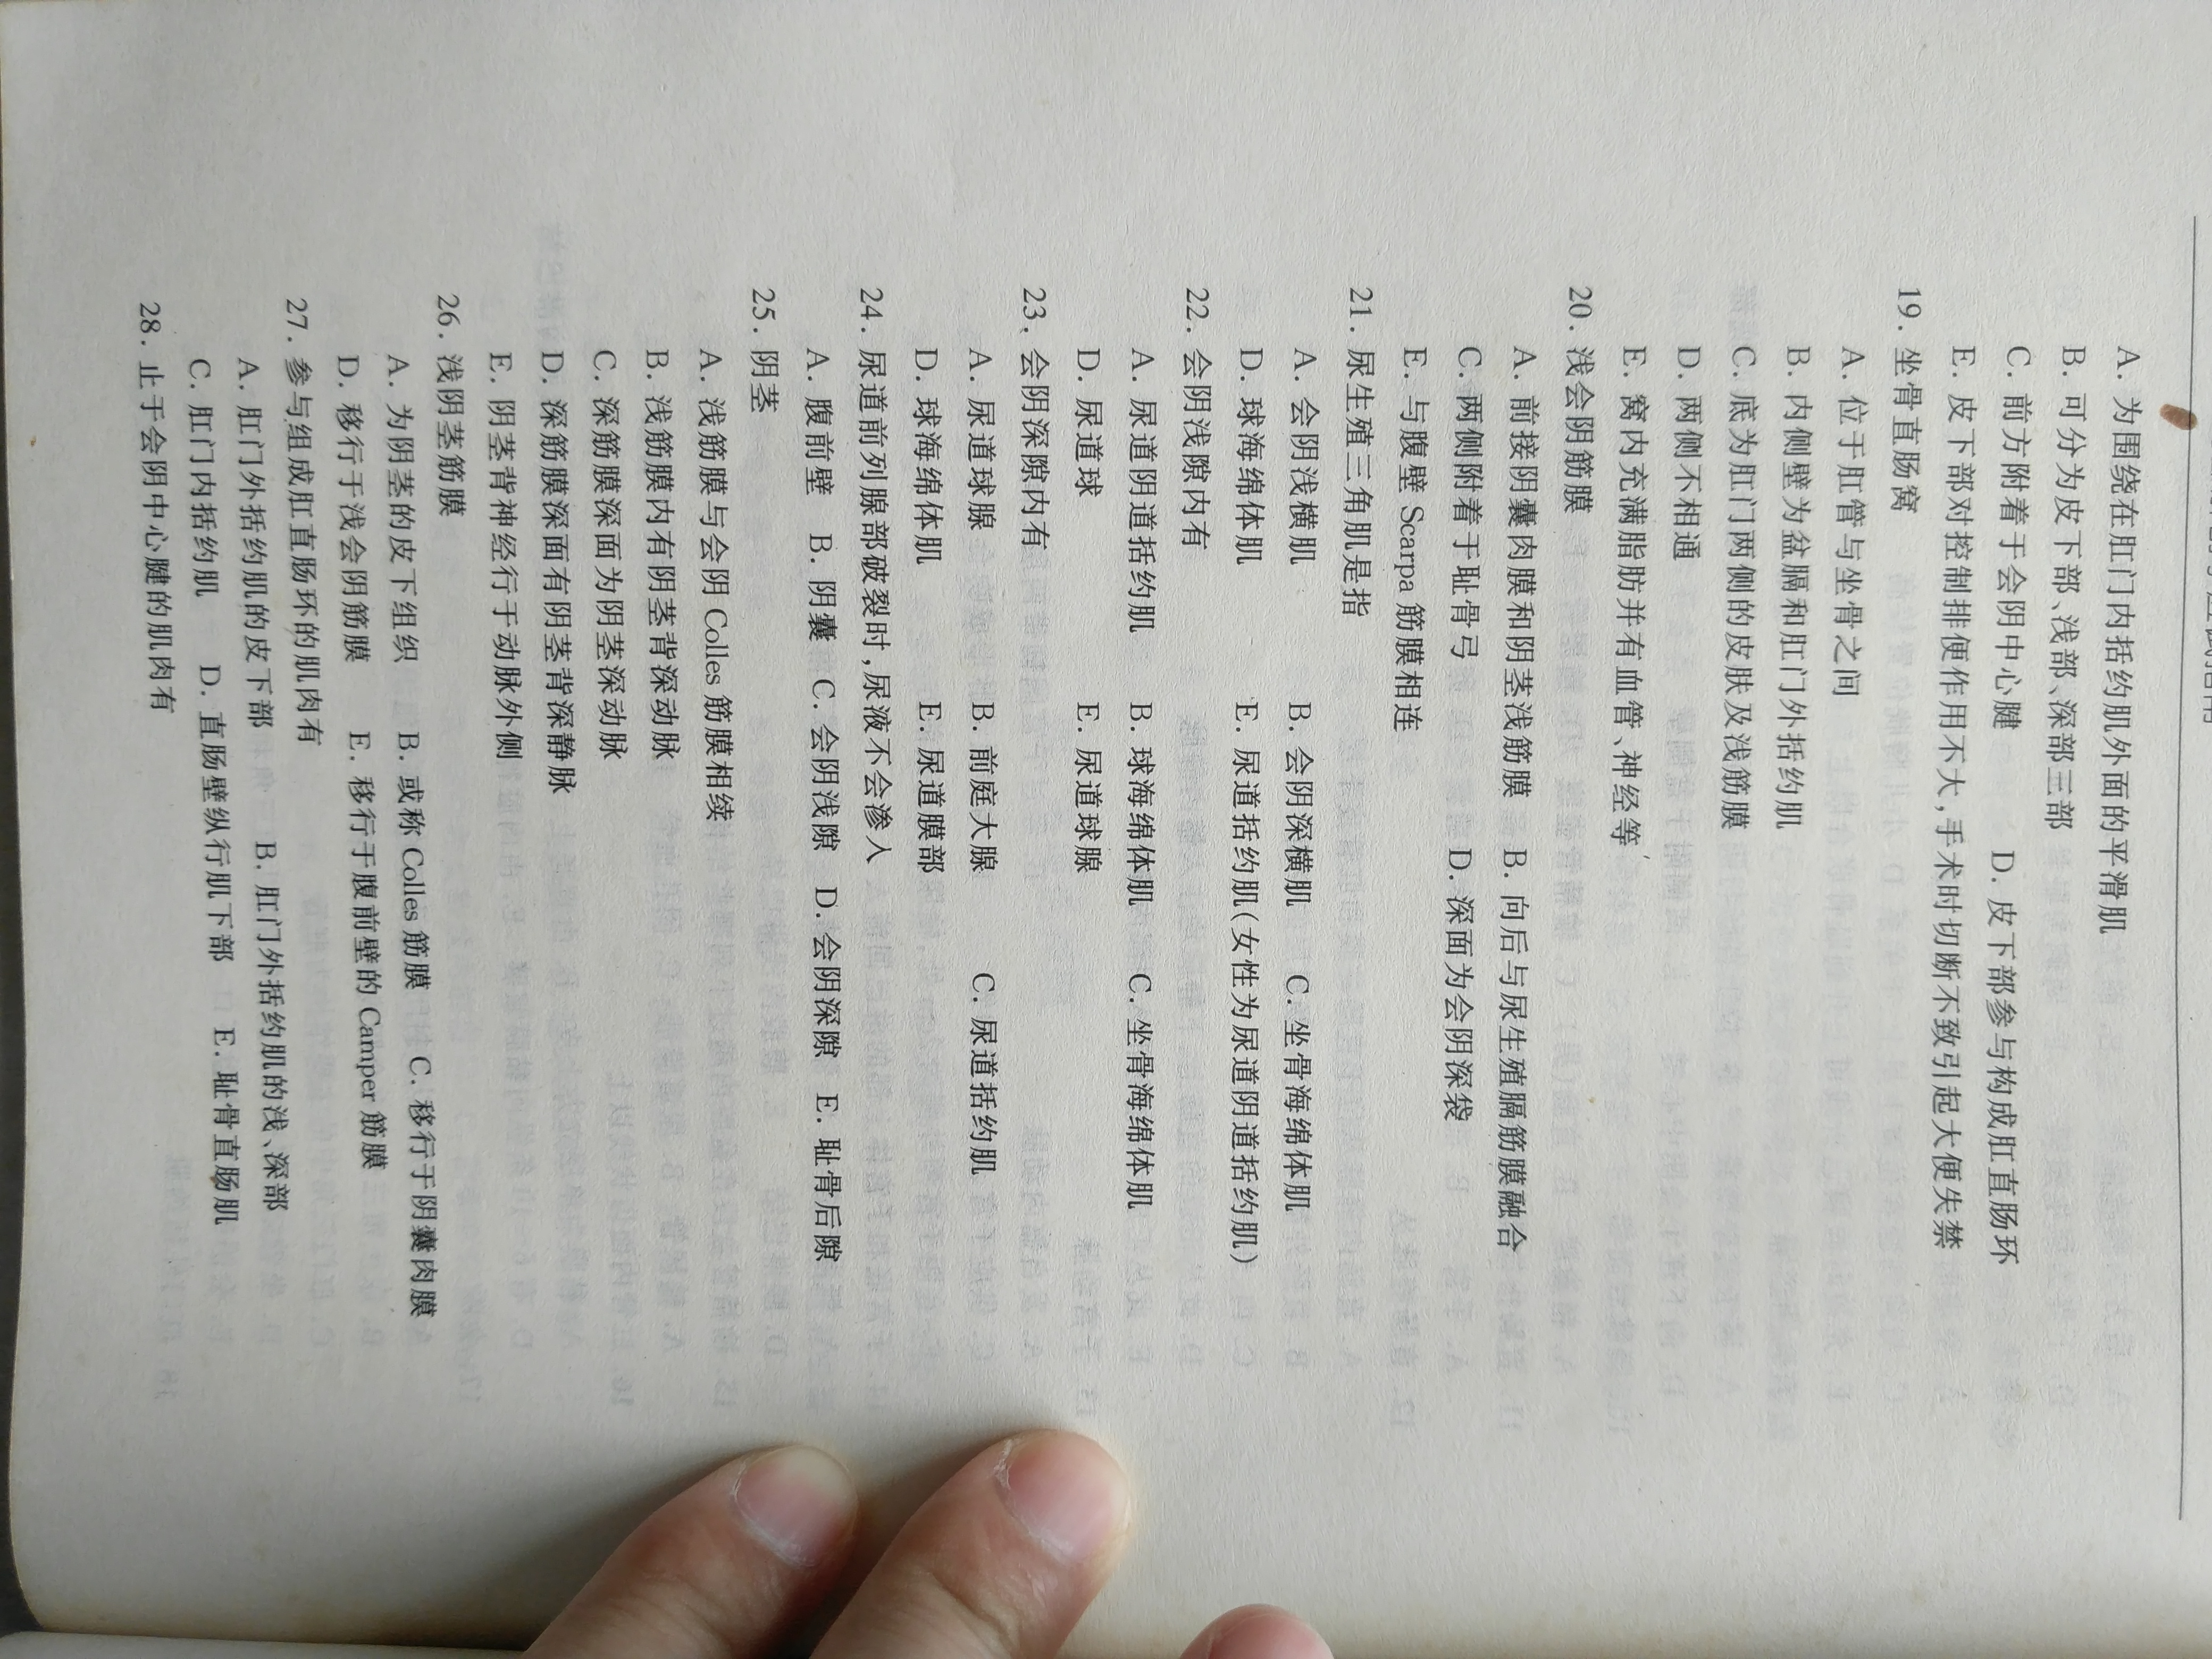 A. 为围绕在肛门内括约肌外面的平滑肌
B. 可分为皮下部、浅部、深部三部
C. 前方附着于会阴中心腱 D. 皮下部参与构成肛直肠环
E. 皮下部对控制排便作用不大,手术时切断不致引起大便失禁
19. 坐骨直肠窝
A. 位于肛管与坐骨之间
B. 内侧壁为盆膈和肛门外括约肌
C. 底为肛门两侧的皮肤及浅筋膜
D. 两侧不相通
E. 窝内充满脂肪并有血管、神经等
20. 浅会阴筋膜
A. 前接阴囊肉膜和阴茎浅筋膜 B. 向后与尿生殖膈筋膜融合
C. 两侧附着于耻骨弓 D. 深面为会阴深袋
E. 与腹壁 Scarpa 筋膜相连
21. 尿生殖三角肌是指
A. 会阴浅横肌 B. 会阴深横肌 C. 坐骨海绵体肌
D. 球海绵体肌 E. 尿道括约肌(女性为尿道阴道括约肌)
22. 会阴浅隙内有
A. 尿道阴道括约肌 B. 球海绵体肌 C. 坐骨海绵体肌
D. 尿道球 E. 尿道球腺
23. 会阴深隙内有
A. 尿道球腺 B. 前庭大腺 C. 尿道括约肌
D. 球海绵体肌 E. 尿道膜部
24. 尿道前列腺部破裂时,尿液不会渗入
A. 腹前壁 B. 阴囊 C. 会阴浅隙 D. 会阴深隙 E. 耻骨后隙
25. 阴茎
A. 浅筋膜与会阴 Colles 筋膜相续
B. 浅筋膜内有阴茎背深动脉
C. 深筋膜深面为阴茎深动脉
D. 深筋膜深面有阴茎背深静脉
E. 阴茎背神经行于动脉外侧
26. 浅阴茎筋膜
A. 为阴茎的皮下组织 B. 或称 Colles 筋膜 C. 移行于阴囊肉膜
D. 移行于浅会阴筋膜 E. 移行于腹前壁的 Camper 筋膜
27. 参与组成肛直肠环的肌肉有
A. 肛门外括约肌的皮下部 B. 肛门外括约肌的浅、深部
C. 肛门内括约肌 D. 直肠壁纵行肌下部 E. 耻骨直肠肌
28. 止于会阴中心腱的肌肉有